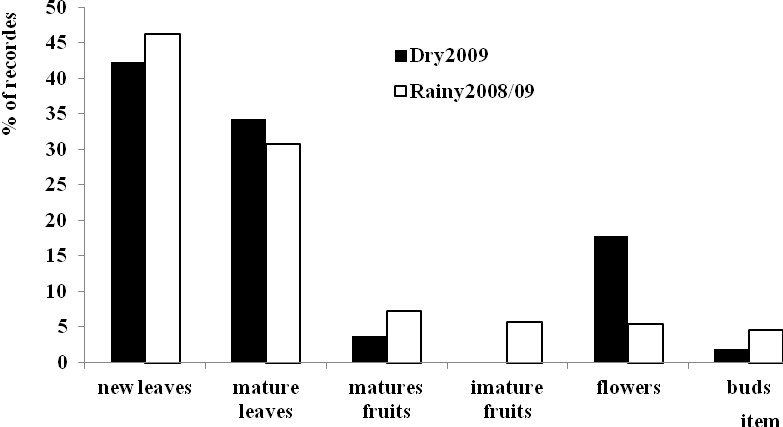 % of recordes
50
45
40
35
30
25
20
15
10
5
0
Dry2009
Rainy2008/09
new leaves
mature
leaves
matures
fruits
imature
fruits
flowers
buds
item